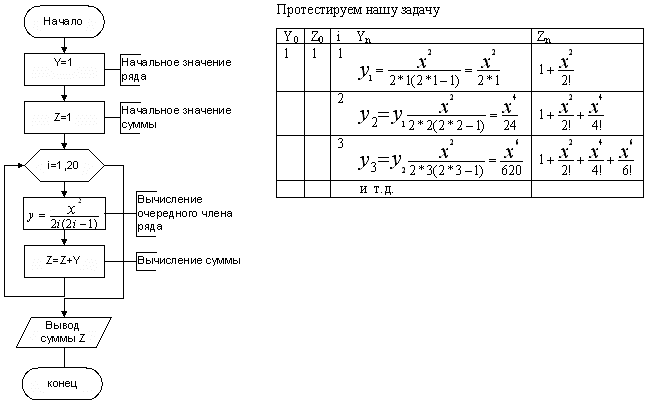 Начало
Y=1
Начальное значение
ряда
Z=1
Начальное значение
суммы
i=1,20
y = x² / 2i(2i−1)
Вычисление
очередного члена
ряда
Z=Z+Y
Вычисление суммы
Вывод
суммы Z
конец
Протестируем нашу задачу
Y₀ Z₀ i Yₙ Zₙ
1 1 1 y₁ = x² / 2*1(2*1−1) = x² / 2*1 1 + x² / 2!
2 y₂=y₁ x² / 2*2(2*2−1) = x⁴ / 24 1 + x² / 2! + x⁴ / 4!
3 y₃=y₂ x² / 2*3(2*3−1) = x⁶ / 620 1 + x² / 2! + x⁴ / 4! + x⁶ / 6!
и т.д.